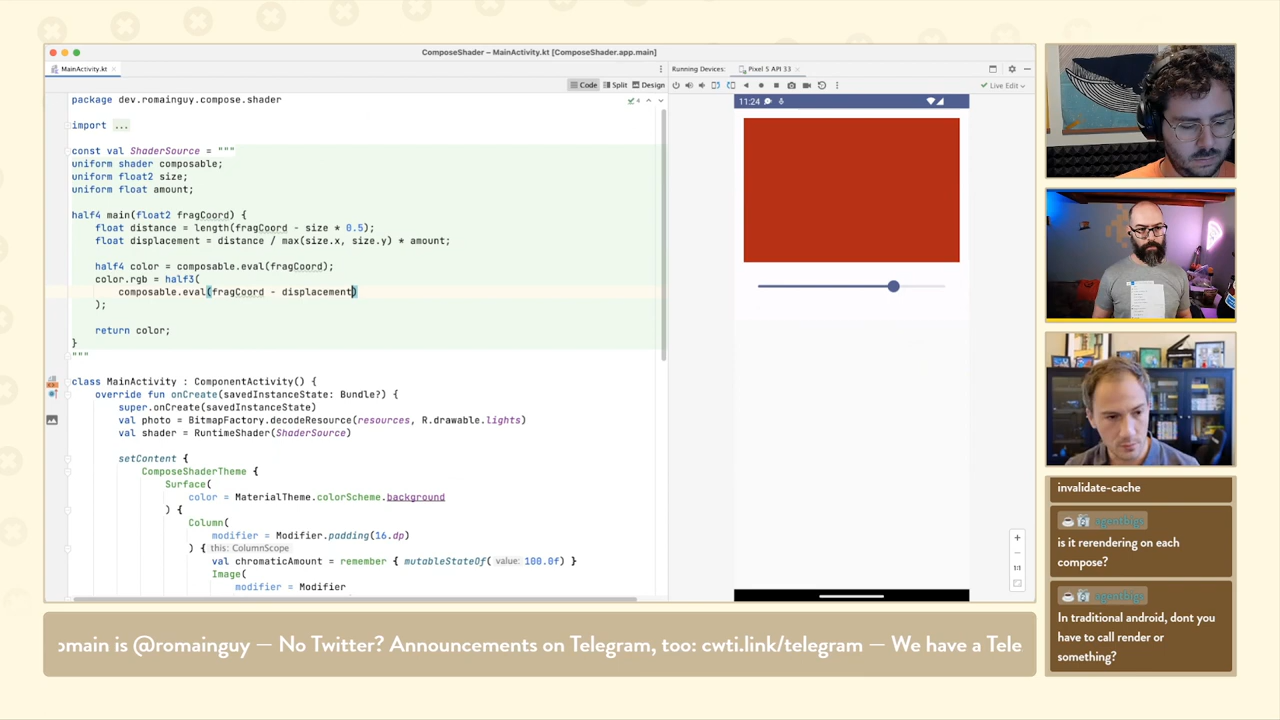 ComposeShader – MainActivity.kt [ComposeShader.app.main]
MainActivity.kt
Code Split Design
package dev.romainguy.compose.shader
4
import ...
const val ShaderSource = """
uniform shader composable;
uniform float2 size;
uniform float amount;
half4 main(float2 fragCoord) {
float distance = length(fragCoord - size * 0.5);
float displacement = distance / max(size.x, size.y) * amount;
half4 color = composable.eval(fragCoord);
color.rgb = half3(
composable.eval(fragCoord - displacement)
);
return color;
}
"""
class MainActivity : ComponentActivity() {
override fun onCreate(savedInstanceState: Bundle?) {
super.onCreate(savedInstanceState)
val photo = BitmapFactory.decodeResource(resources, R.drawable.lights)
val shader = RuntimeShader(ShaderSource)
setContent {
ComposeShaderTheme {
Surface(
color = MaterialTheme.colorScheme.background
) {
Column(
modifier = Modifier.padding(16.dp)
) { this: ColumnScope
val chromaticAmount = remember { mutableStateOf( value: 100.0f) }
Image(
modifier = Modifier
Running Devices: Pixel 5 API 33
Live Edit
11:24
1:1
invalidate-cache
agentbigs
is it rerendering on each
compose?
agentbigs
In traditional android, dont you
have to call render or
something?
omain is @romainguy — No Twitter? Announcements on Telegram, too: cwti.link/telegram — We have a Tele